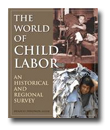 THE WORLD
OF CHILD
LABOR
AN
HISTORICAL
AND
REGIONAL
SURVEY